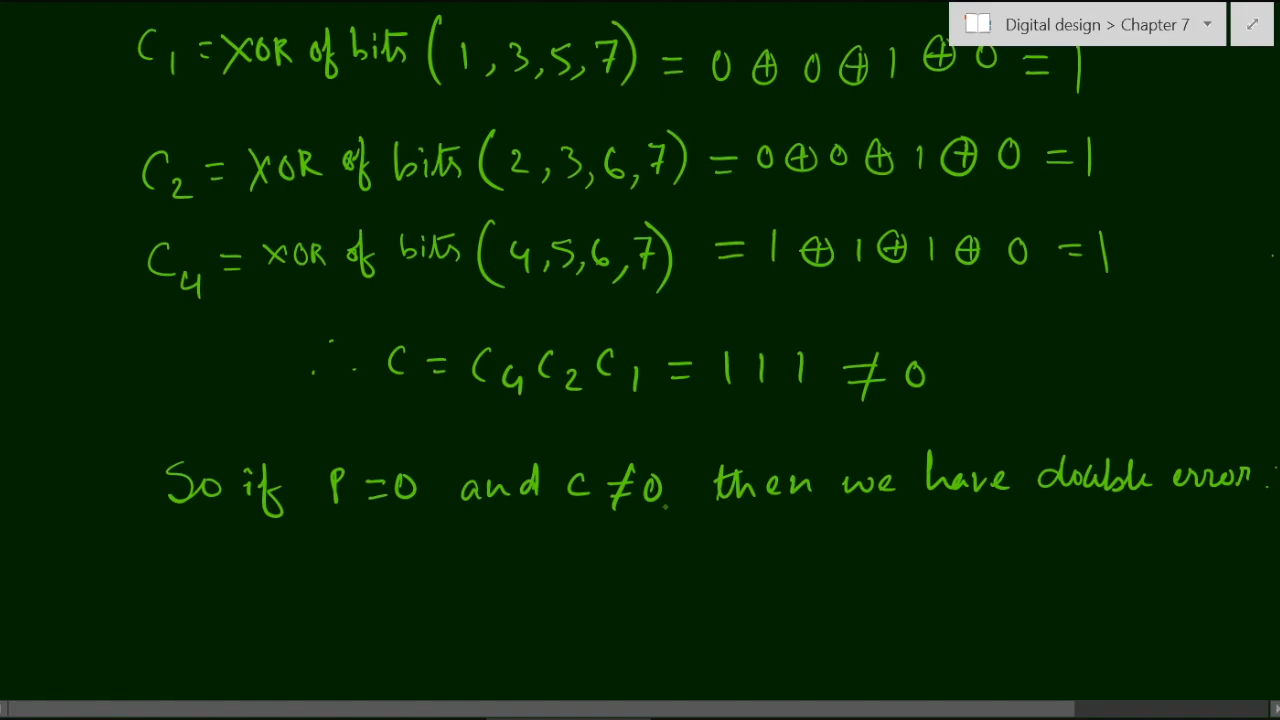 Digital design > Chapter 7
C₁ = XOR of bits (1, 3, 5, 7) = 0 ⊕ 0 ⊕ 1 ⊕ 0 = 1
C₂ = XOR of bits (2, 3, 6, 7) = 0 ⊕ 0 ⊕ 1 ⊕ 0 = 1
C₄ = XOR of bits (4, 5, 6, 7) = 1 ⊕ 1 ⊕ 1 ⊕ 0 = 1
∴ C = C₄ C₂ C₁ = 1 1 1 ≠ 0
So if P = 0 and C ≠ 0. then we have double error.